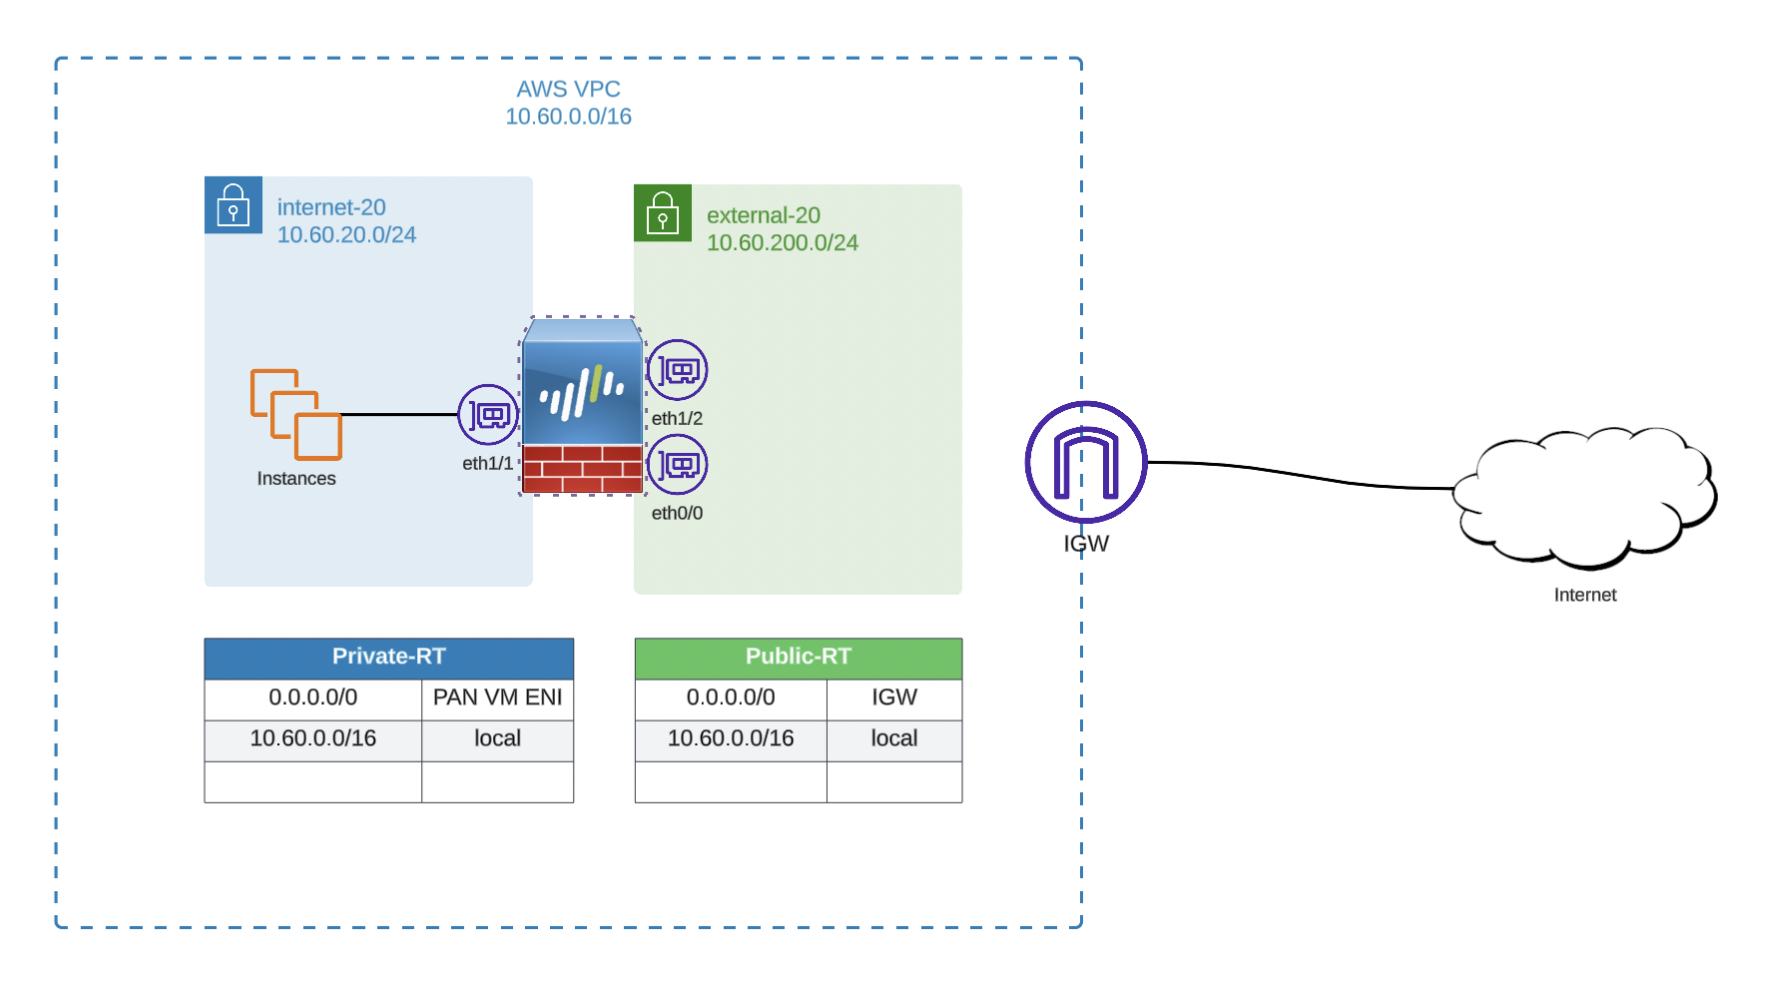 AWS VPC
10.60.0.0/16
internet-20
10.60.20.0/24
external-20
10.60.200.0/24
Instances
eth1/1
eth1/2
eth0/0
IGW
Internet
Private-RT
0.0.0.0/0 PAN VM ENI
10.60.0.0/16 local
Public-RT
0.0.0.0/0 IGW
10.60.0.0/16 local